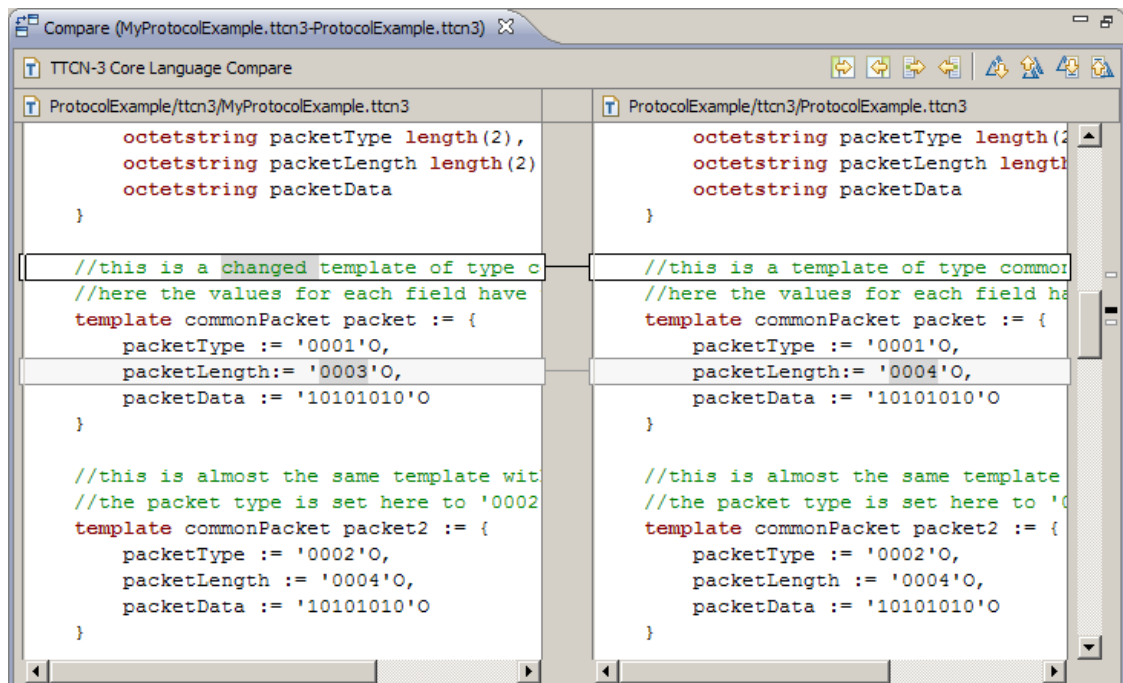 Compare (MyProtocolExample.ttcn3-ProtocolExample.ttcn3)
TTCN-3 Core Language Compare
ProtocolExample/ttcn3/MyProtocolExample.ttcn3
octetstring packetType length(2),
octetstring packetLength length(2)
octetstring packetData
}
//this is a changed template of type c
//here the values for each field have
template commonPacket packet := {
packetType := '0001'O,
packetLength:= '0003'O,
packetData := '10101010'O
}
//this is almost the same template wit
//the packet type is set here to '0002
template commonPacket packet2 := {
packetType := '0002'O,
packetLength := '0004'O,
packetData := '10101010'O
}
ProtocolExample/ttcn3/ProtocolExample.ttcn3
octetstring packetType length(2
octetstring packetLength length
octetstring packetData
}
//this is a template of type common
//here the values for each field ha
template commonPacket packet := {
packetType := '0001'O,
packetLength:= '0004'O,
packetData := '10101010'O
}
//this is almost the same template
//the packet type is set here to '0
template commonPacket packet2 := {
packetType := '0002'O,
packetLength := '0004'O,
packetData := '10101010'O
}